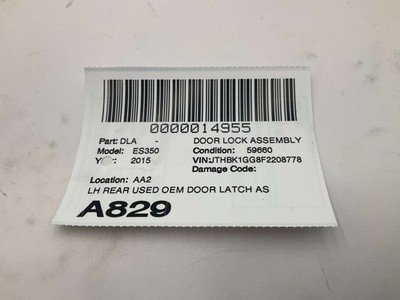 0000014955
Part: DLA - DOOR LOCK ASSEMBLY
Model: ES350 Condition: 59660
2015 VIN:JTHBK1GG8F2208778
Damage Code:
Location: AA2
LH REAR USED OEM DOOR LATCH AS
A829